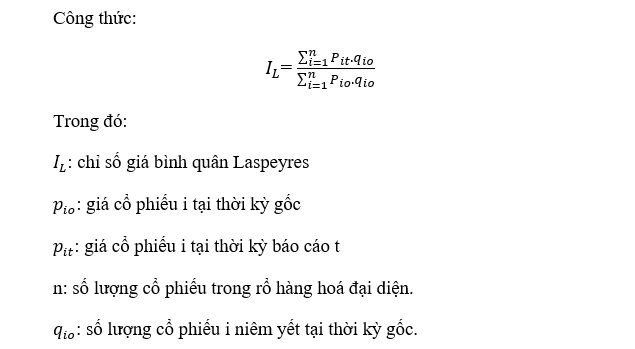 Công thức:
I_L = \frac{\sum_{i=1}^{n} P_{it}.q_{io}}{\sum_{i=1}^{n} P_{io}.q_{io}}
Trong đó:
I_L: chỉ số giá bình quân Laspeyres
p_{io}: giá cổ phiếu i tại thời kỳ gốc
p_{it}: giá cổ phiếu i tại thời kỳ báo cáo t
n: số lượng cổ phiếu trong rổ hàng hoá đại diện.
q_{io}: số lượng cổ phiếu i niêm yết tại thời kỳ gốc.